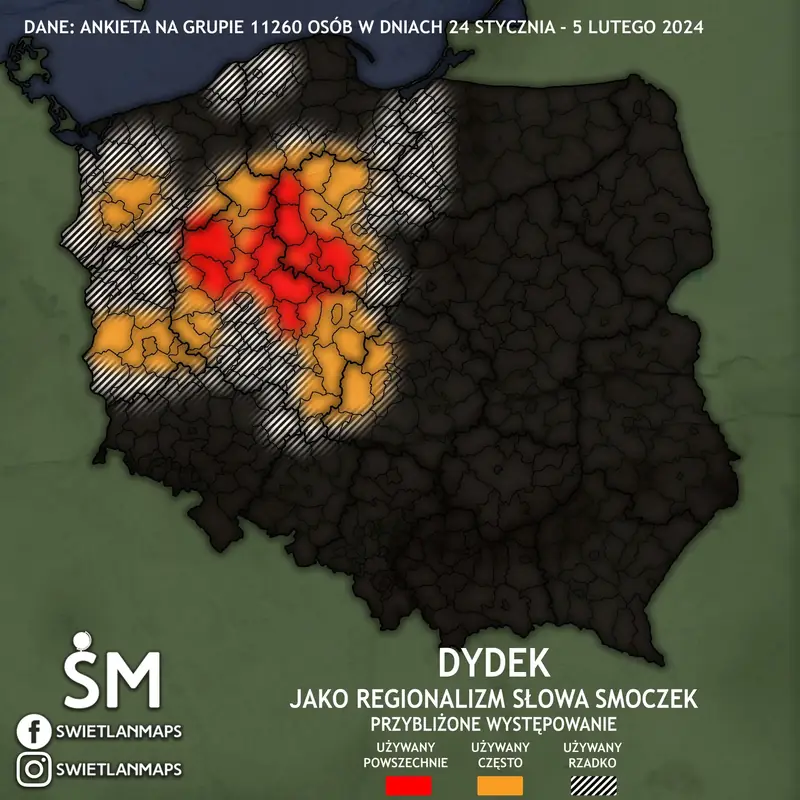 DANE: ANKIETA NA GRUPIE 11260 OSÓB W DNIACH 24 STYCZNIA - 5 LUTEGO 2024
ŚM
SWIETLANMAPS
SWIETLANMAPS
DYDEK
JAKO REGIONALIZM SŁOWA SMOCZEK
PRZYBLIŻONE WYSTĘPOWANIE
UŻYWANY
POWSZECHNIE
UŻYWANY
CZĘSTO
UŻYWANY
RZADKO